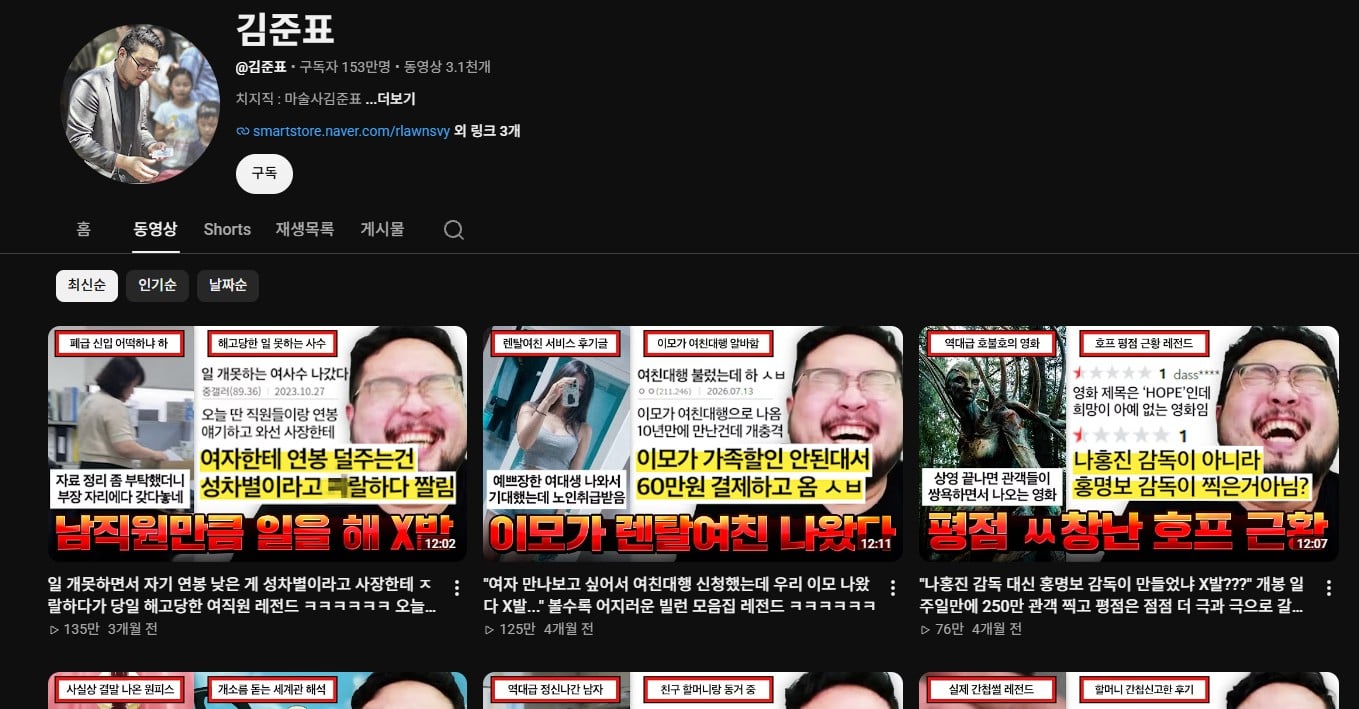 김준표
@김준표 • 구독자 153만명 • 동영상 3.1천개
치지직 : 마술사김준표 ...더보기
smartstore.naver.com/rlawnsvy 외 링크 3개
구독
홈 동영상 Shorts 재생목록 게시물
최신순 인기순 날짜순
폐급 신입 어떡하냐 하
해고당한 일 못하는 사수
일 개못하는 여사수 나갔다
중갤러(89.36) | 2023.10.27
오늘 딴 직원들이랑 연봉
얘기하고 와선 사장한테
여자한테 연봉 덜주는건
성차별이라고 랄하다 짤림
자료 정리 좀 부탁했더니
부장 자리에다 갖다놓네
남직원만큼 일을 해 X발
12:02
일 개못하면서 자기 연봉 낮은 게 성차별이라고 사장한테 ㅈ
랄하다가 당일 해고당한 여직원 레전드 ㅋㅋㅋㅋㅋㅋ 오늘...
135만 3개월 전
렌탈여친 서비스 후기글
이모가 여친대행 알바함
여친대행 불렀는데 하 ㅅㅂ
ㅇㅇ(211.246) | 2026.07.13
이모가 여친대행으로 나옴
10년만에 만난건데 개충격
이모가 가족할인 안된대서
60만원 결제하고 옴 ㅅㅂ
예쁘장한 여대생 나와서
기대했는데 노인취급받음
이모가 렌탈여친 나왔다
12:11
"여자 만나보고 싶어서 여친대행 신청했는데 우리 이모 나왔
다 X발..." 볼수록 어지러운 빌런 모음집 레전드 ㅋㅋㅋㅋㅋㅋ
125만 4개월 전
역대급 호불호의 영화
호프 평점 근황 레전드
1 dass****
영화 제목은 'HOPE'인데
희망이 아예 없는 영화임
1
나홍진 감독이 아니라
홍명보 감독이 찍은거아님?
상영 끝나면 관객들이
쌍욕하면서 나오는 영화
평점 ㅆ창난 호프 근황
12:07
"나홍진 감독 대신 홍명보 감독이 만들었냐 X발???" 개봉 일
주일만에 250만 관객 찍고 평점은 점점 더 극과 극으로 갈...
76만 4개월 전
사실상 결말 나온 원피스
개소름 돋는 세계관 해석
역대급 정신나간 남자
친구 할머니랑 동거 중
실제 간첩썰 레전드
할머니 간첩신고한 후기